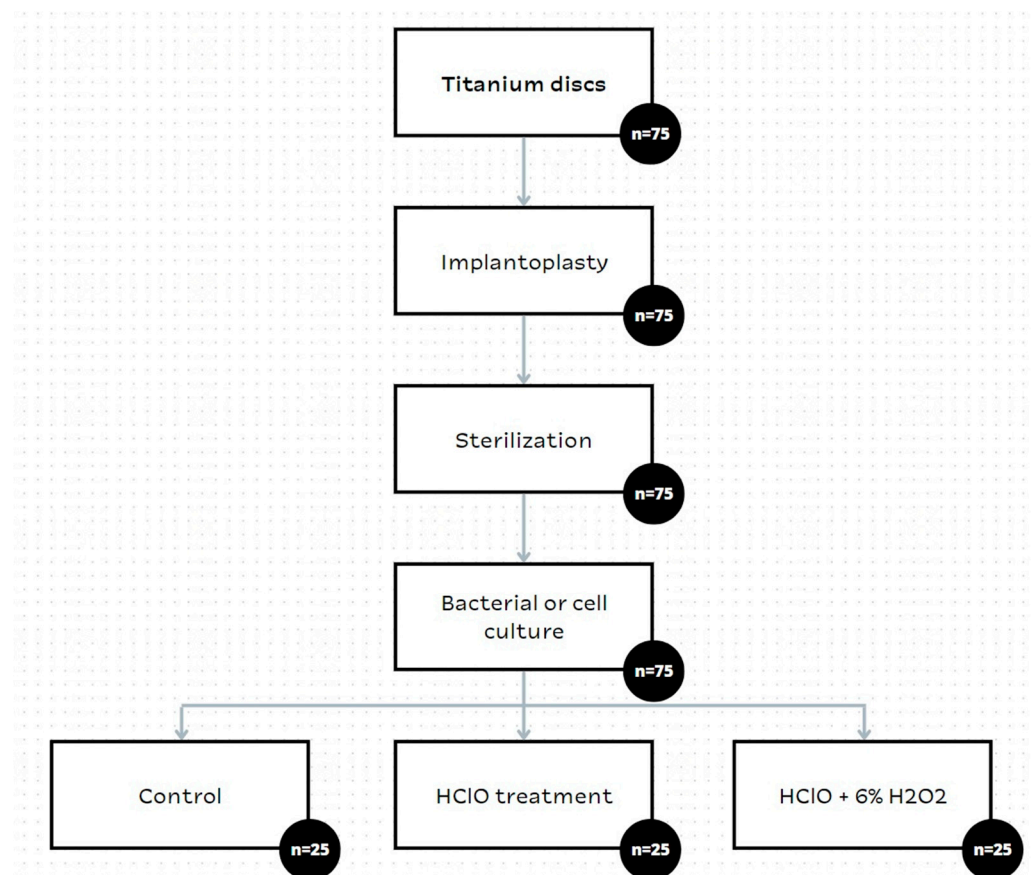 Titanium discs
n=75
Implantoplasty
n=75
Sterilization
n=75
Bacterial or cell
culture
n=75
Control
n=25
HClO treatment
n=25
HClO + 6% H2O2
n=25